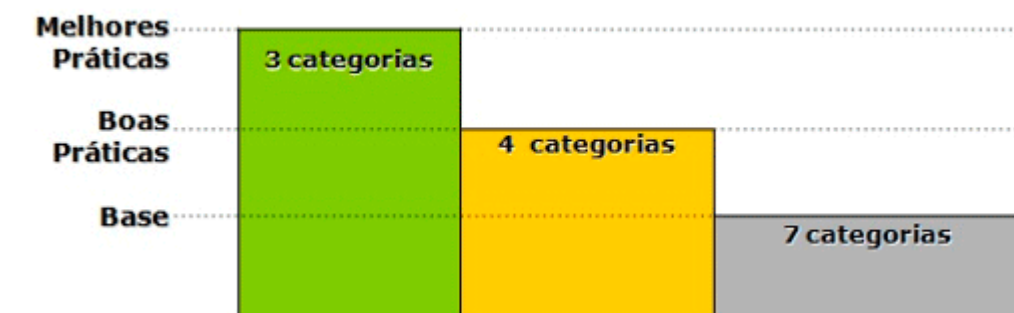 Melhores
Práticas
3 categorias
Boas
Práticas
4 categorias
Base
7 categorias